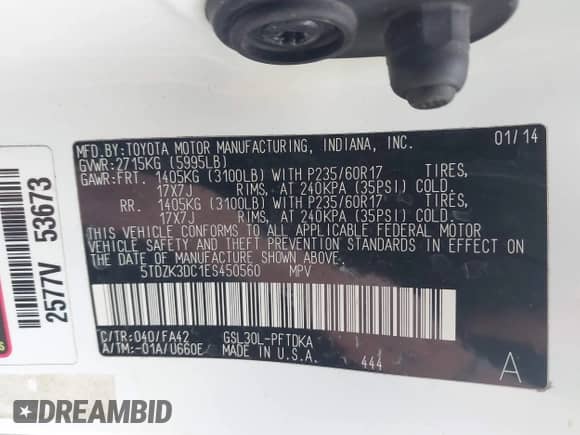 MFD.BY:TOYOTA MOTOR MANUFACTURING, INDIANA, INC. 01/14
GVWR:2715KG (5995LB)
GAWR:FRT. 1405KG (3100LB) WITH P235/60R17 TIRES,
17X7J RIMS, AT 240KPA (35PSI) COLD.
RR. 1405KG (3100LB) WITH P235/60R17 TIRES,
17X7J RIMS, AT 240KPA (35PSI) COLD.
THIS VEHICLE CONFORMS TO ALL APPLICABLE FEDERAL MOTOR
VEHICLE SAFETY AND THEFT PREVENTION STANDARDS IN EFFECT ON
THE DATE OF MANUFACTURE SHOWN ABOVE.
5TDZK3DC1ES450560 MPV
C/TR:040/FA42 GSL30L-PFTDKA
A/TM:-01A/U660E MADE IN U.S.A. 444 A
2577V 53673
DREAMBID